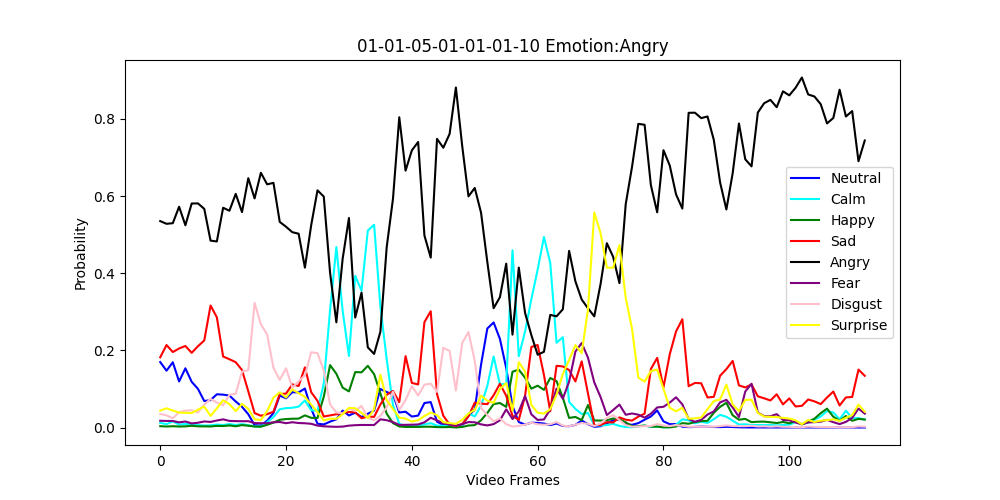 01-01-05-01-01-01-10 Emotion:Angry
Probability
0.8
0.6
0.4
0.2
0.0
Neutral
Calm
Happy
Sad
Angry
Fear
Disgust
Surprise
0 20 40 60 80 100
Video Frames